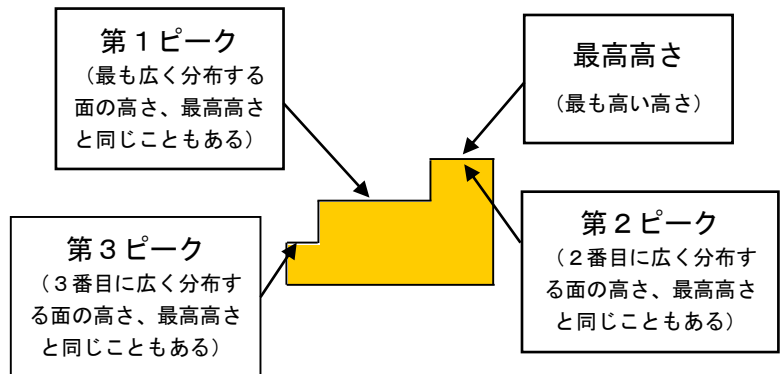 第１ピーク
（最も広く分布する
面の高さ、最高高さ
と同じこともある）
最高高さ
（最も高い高さ）
第３ピーク
（３番目に広く分布す
る面の高さ、最高高さ
と同じこともある）
第２ピーク
（２番目に広く分布す
る面の高さ、最高高さ
と同じこともある）